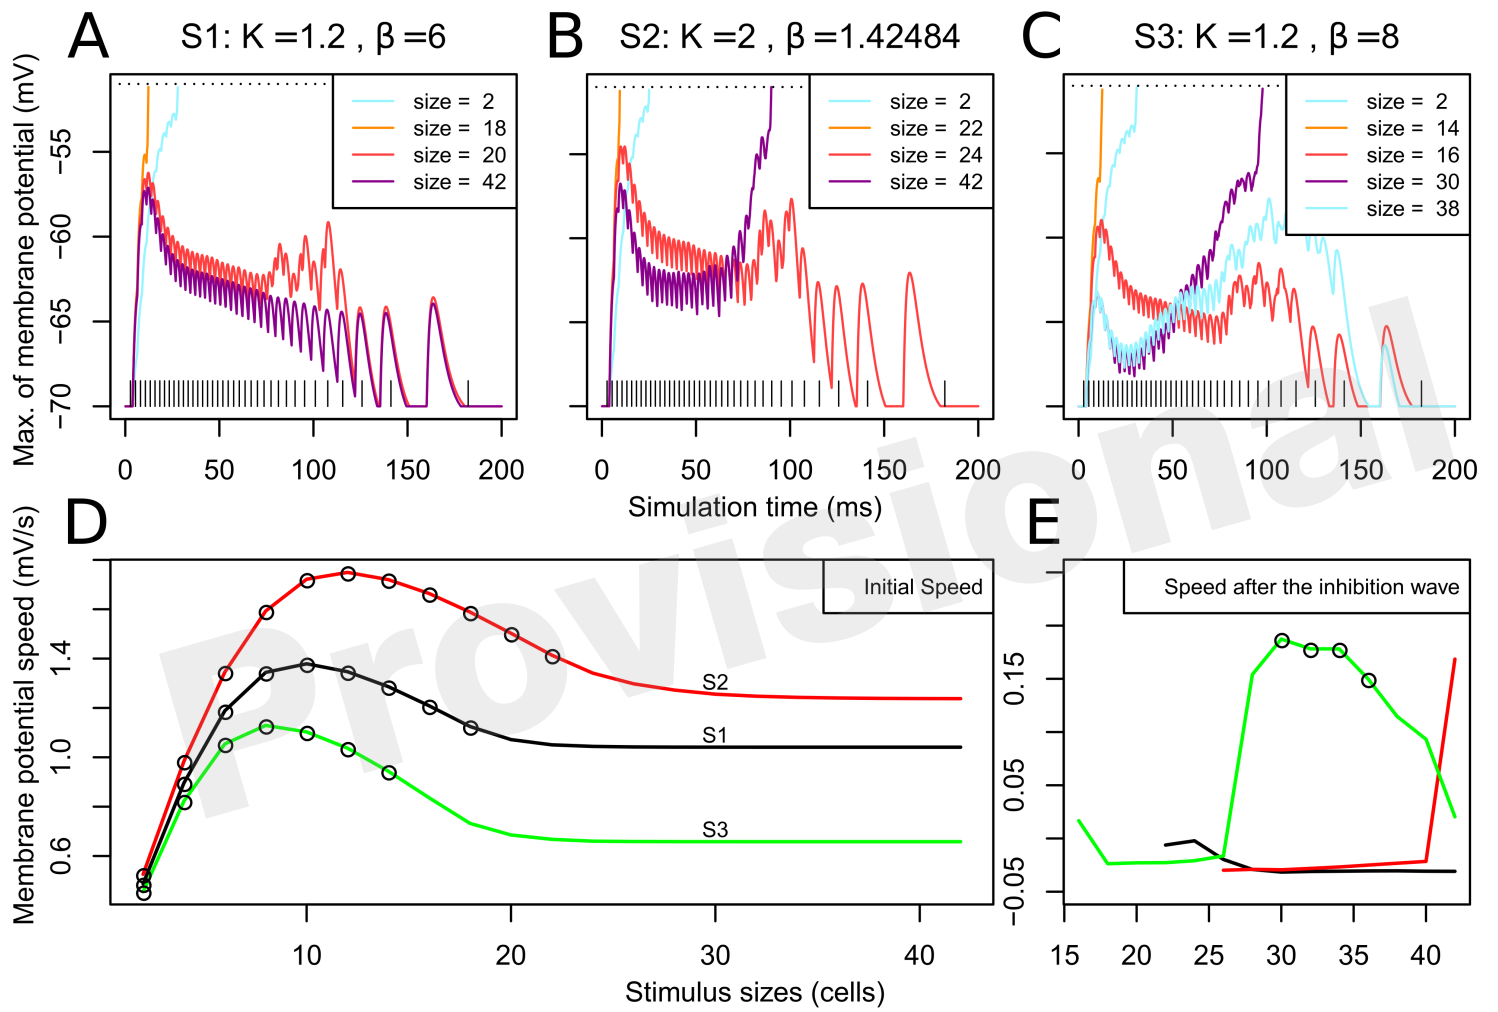 A
S1: K =1.2 , β =6
B
S2: K =2 , β =1.42484
C
S3: K =1.2 , β =8
Max. of membrane potential (mV)
−55
−60
−65
−70
size = 2
size = 18
size = 20
size = 42
size = 2
size = 22
size = 24
size = 42
size = 2
size = 14
size = 16
size = 30
size = 38
0 50 100 150 200
0 50 100 150 200
0 50 100 150 200
Simulation time (ms)
D
E
Membrane potential speed (mV/s)
1.4
1.0
0.6
Initial Speed
S2
S1
S3
10 20 30 40
Speed after the inhibition wave
0.15
0.05
−0.05
15 20 25 30 35 40
Stimulus sizes (cells)
Provisional